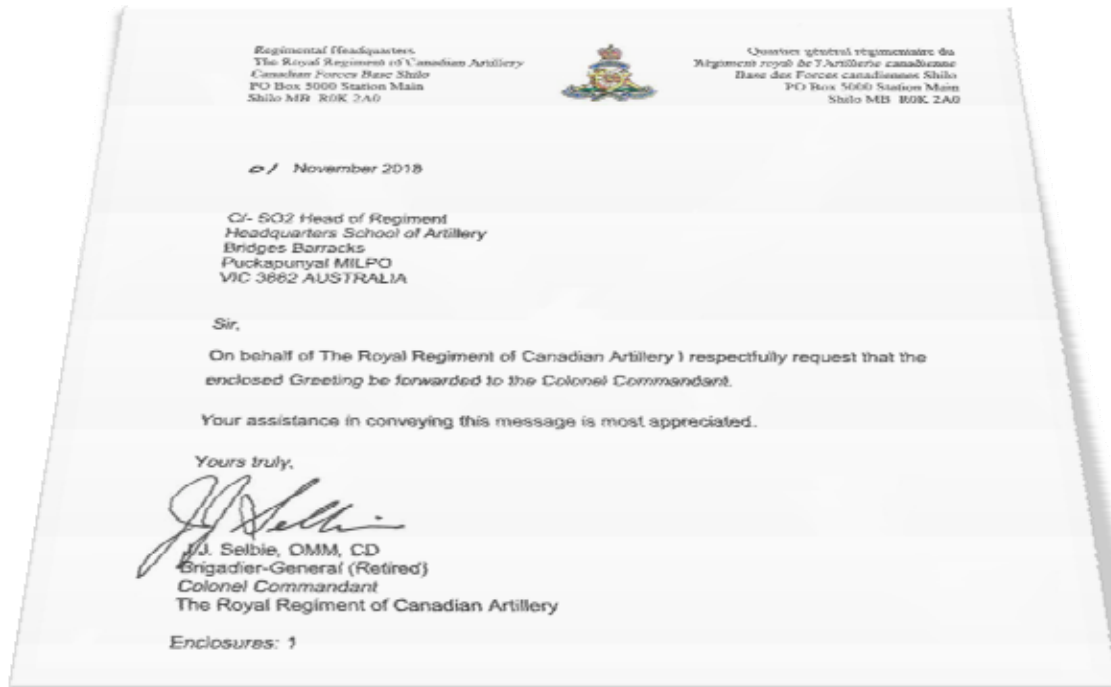 Regimental Headquarters
The Royal Regiment of Canadian Artillery
Canadian Forces Base Shilo
PO Box 5000 Station Main
Shilo MB R0K 2A0
Quartier général régimentaire du
Régiment royal de l'Artillerie canadienne
Base des Forces canadiennes Shilo
PO Box 5000 Station Main
Shilo MB R0K 2A0
01 November 2018
C/- SO2 Head of Regiment
Headquarters School of Artillery
Bridges Barracks
Puckapunyal MILPO
VIC 3662 AUSTRALIA
Sir,
On behalf of The Royal Regiment of Canadian Artillery I respectfully request that the
enclosed Greeting be forwarded to the Colonel Commandant.
Your assistance in conveying this message is most appreciated.
Yours truly,
JJ Selbie
J.J. Selbie, OMM, CD
Brigadier-General (Retired)
Colonel Commandant
The Royal Regiment of Canadian Artillery
Enclosures: 1